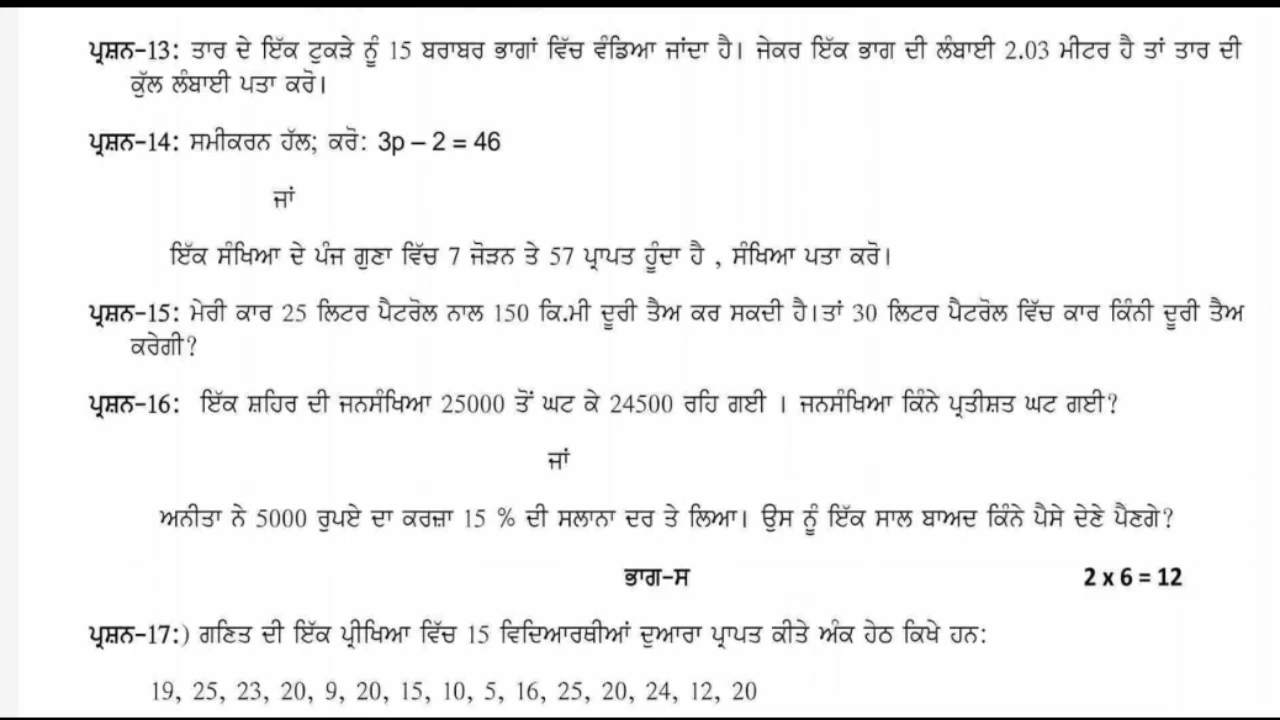 ਪ੍ਰਸ਼ਨ-13: ਤਾਰ ਦੇ ਇੱਕ ਟੁਕੜੇ ਨੂੰ 15 ਬਰਾਬਰ ਭਾਗਾਂ ਵਿੱਚ ਵੰਡਿਆ ਜਾਂਦਾ ਹੈ। ਜੇਕਰ ਇੱਕ ਭਾਗ ਦੀ ਲੰਬਾਈ 2.03 ਮੀਟਰ ਹੈ ਤਾਂ ਤਾਰ ਦੀ
ਕੁੱਲ ਲੰਬਾਈ ਪਤਾ ਕਰੋ।
ਪ੍ਰਸ਼ਨ-14: ਸਮੀਕਰਨ ਹੱਲ; ਕਰੋ: 3p – 2 = 46
ਜਾਂ
ਇੱਕ ਸੰਖਿਆ ਦੇ ਪੰਜ ਗੁਣਾ ਵਿੱਚ 7 ਜੋੜਨ ਤੇ 57 ਪ੍ਰਾਪਤ ਹੁੰਦਾ ਹੈ , ਸੰਖਿਆ ਪਤਾ ਕਰੋ।
ਪ੍ਰਸ਼ਨ-15: ਮੇਰੀ ਕਾਰ 25 ਲਿਟਰ ਪੈਟਰੋਲ ਨਾਲ 150 ਕਿ.ਮੀ ਦੂਰੀ ਤੈਅ ਕਰ ਸਕਦੀ ਹੈ।ਤਾਂ 30 ਲਿਟਰ ਪੈਟਰੋਲ ਵਿੱਚ ਕਾਰ ਕਿੰਨੀ ਦੂਰੀ ਤੈਅ
ਕਰੇਗੀ?
ਪ੍ਰਸ਼ਨ-16: ਇੱਕ ਸ਼ਹਿਰ ਦੀ ਜਨਸੰਖਿਆ 25000 ਤੋਂ ਘਟ ਕੇ 24500 ਰਹਿ ਗਈ । ਜਨਸੰਖਿਆ ਕਿੰਨੇ ਪ੍ਰਤੀਸ਼ਤ ਘਟ ਗਈ?
ਜਾਂ
ਅਨੀਤਾ ਨੇ 5000 ਰੁਪਏ ਦਾ ਕਰਜ਼ਾ 15 % ਦੀ ਸਲਾਨਾ ਦਰ ਤੇ ਲਿਆ। ਉਸ ਨੂੰ ਇੱਕ ਸਾਲ ਬਾਅਦ ਕਿੰਨੇ ਪੈਸੇ ਦੇਣੇ ਪੈਣਗੇ?
ਭਾਗ-ਸ 2 x 6 = 12
ਪ੍ਰਸ਼ਨ-17:) ਗਣਿਤ ਦੀ ਇੱਕ ਪ੍ਰੀਖਿਆ ਵਿੱਚ 15 ਵਿਦਿਆਰਥੀਆਂ ਦੁਆਰਾ ਪ੍ਰਾਪਤ ਕੀਤੇ ਅੰਕ ਹੇਠ ਕਿਖੇ ਹਨ:
19, 25, 23, 20, 9, 20, 15, 10, 5, 16, 25, 20, 24, 12, 20